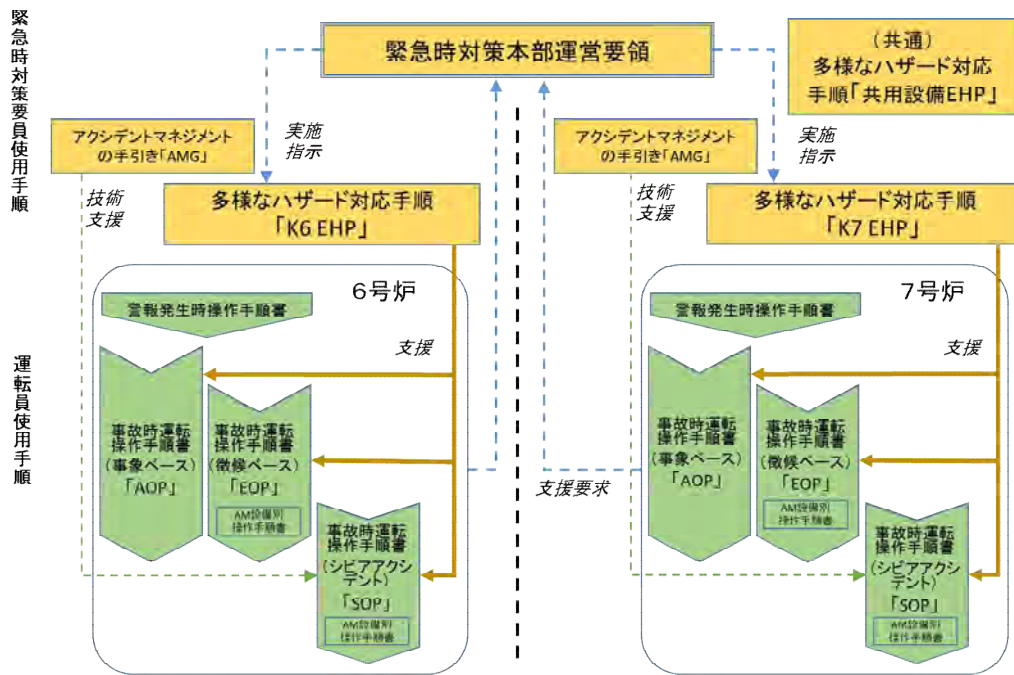 緊急時対策要員使用手順
緊急時対策本部運営要領
(共通)
多様なハザード対応
手順「共用設備EHP」
アクシデントマネジメント
の手引き「AMG」
実施
指示
技術
支援
多様なハザード対応手順
「K6 EHP」
アクシデントマネジメント
の手引き「AMG」
実施
指示
技術
支援
多様なハザード対応手順
「K7 EHP」
運転員使用手順
6号炉
警報発生時操作手順書
支援
事故時運転
操作手順書
(事象ベース)
「AOP」
事故時運転
操作手順書
(徴候ベース)
「EOP」
AM設備別
操作手順書
事故時運転
操作手順書
(シビアアクシ
デント)
「SOP」
AM設備別
操作手順書
支援要求
7号炉
警報発生時操作手順書
支援
事故時運転
操作手順書
(事象ベース)
「AOP」
事故時運転
操作手順書
(徴候ベース)
「EOP」
AM設備別
操作手順書
事故時運転
操作手順書
(シビアアクシ
デント)
「SOP」
AM設備別
操作手順書